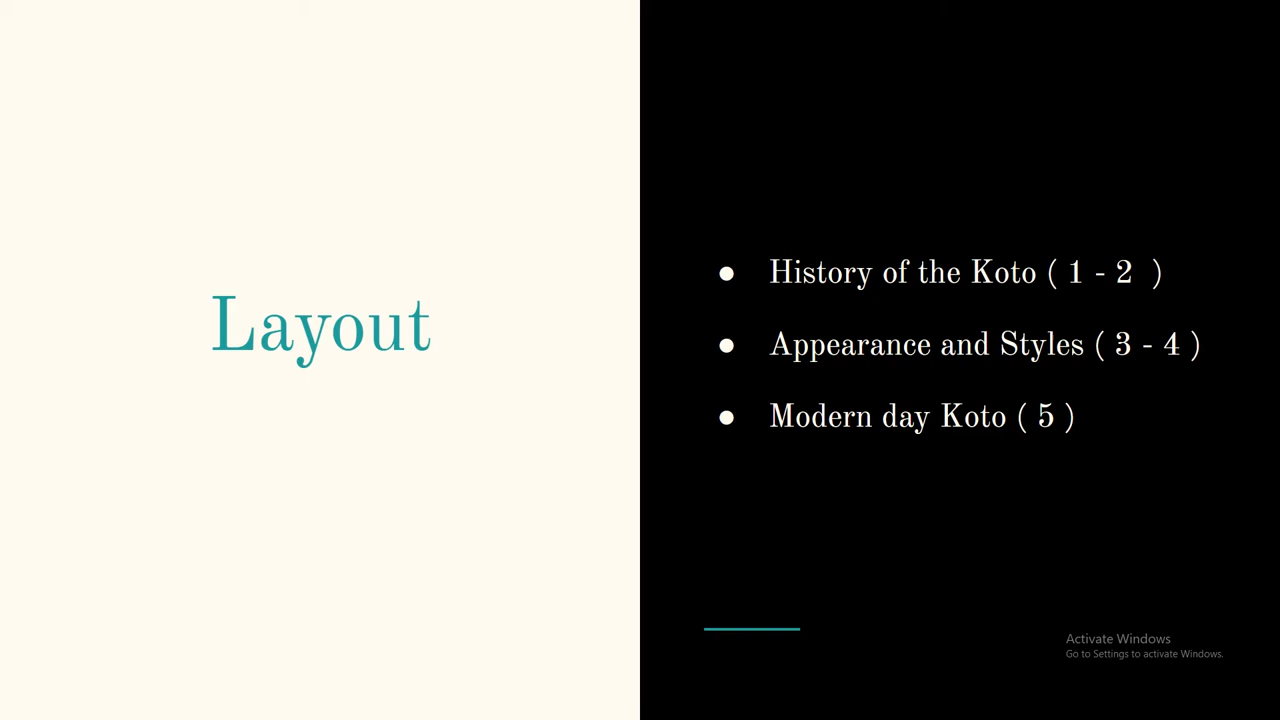 Layout
● History of the Koto ( 1 - 2  )
● Appearance and Styles ( 3 - 4 )
● Modern day Koto ( 5 )
Activate Windows
Go to Settings to activate Windows.